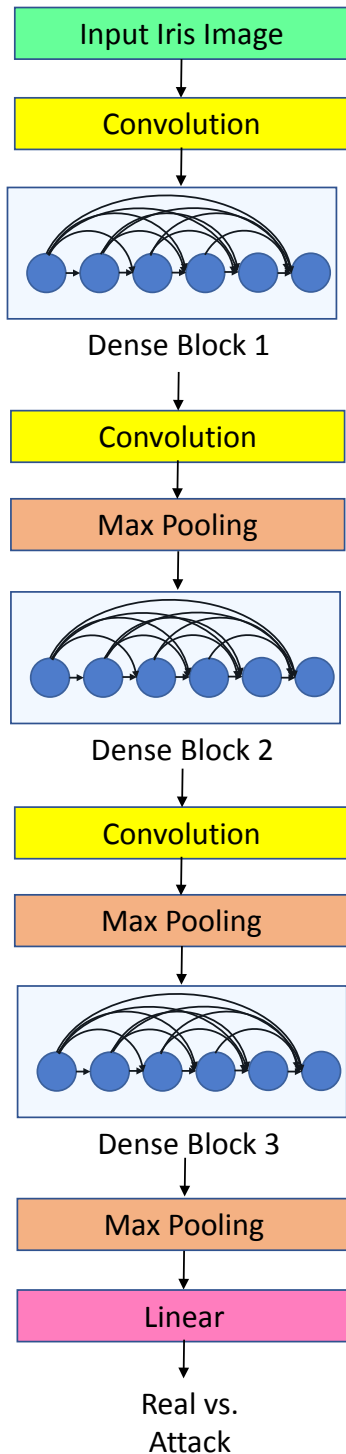 Input Iris Image
Convolution
Dense Block 1
Convolution
Max Pooling
Dense Block 2
Convolution
Max Pooling
Dense Block 3
Max Pooling
Linear
Real vs.
Attack